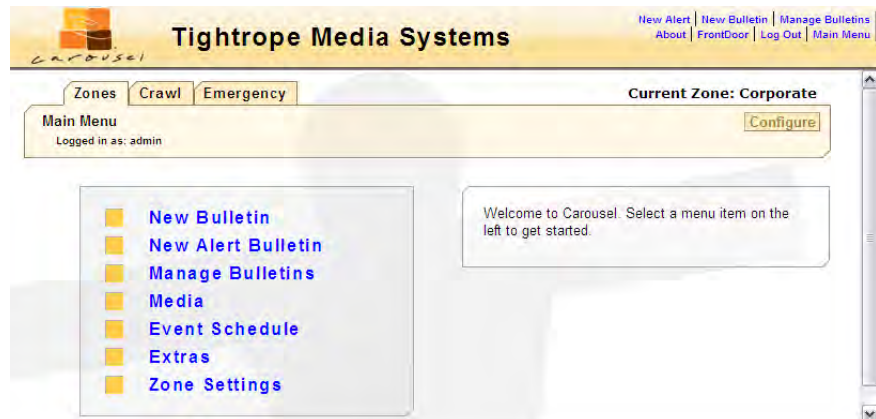 carousel
Tightrope Media Systems
New Alert | New Bulletin | Manage Bulletins
About | FrontDoor | Log Out | Main Menu
Zones
Crawl
Emergency
Current Zone: Corporate
Main Menu
Configure
Logged in as: admin
New Bulletin
New Alert Bulletin
Manage Bulletins
Media
Event Schedule
Extras
Zone Settings
Welcome to Carousel. Select a menu item on the
left to get started.